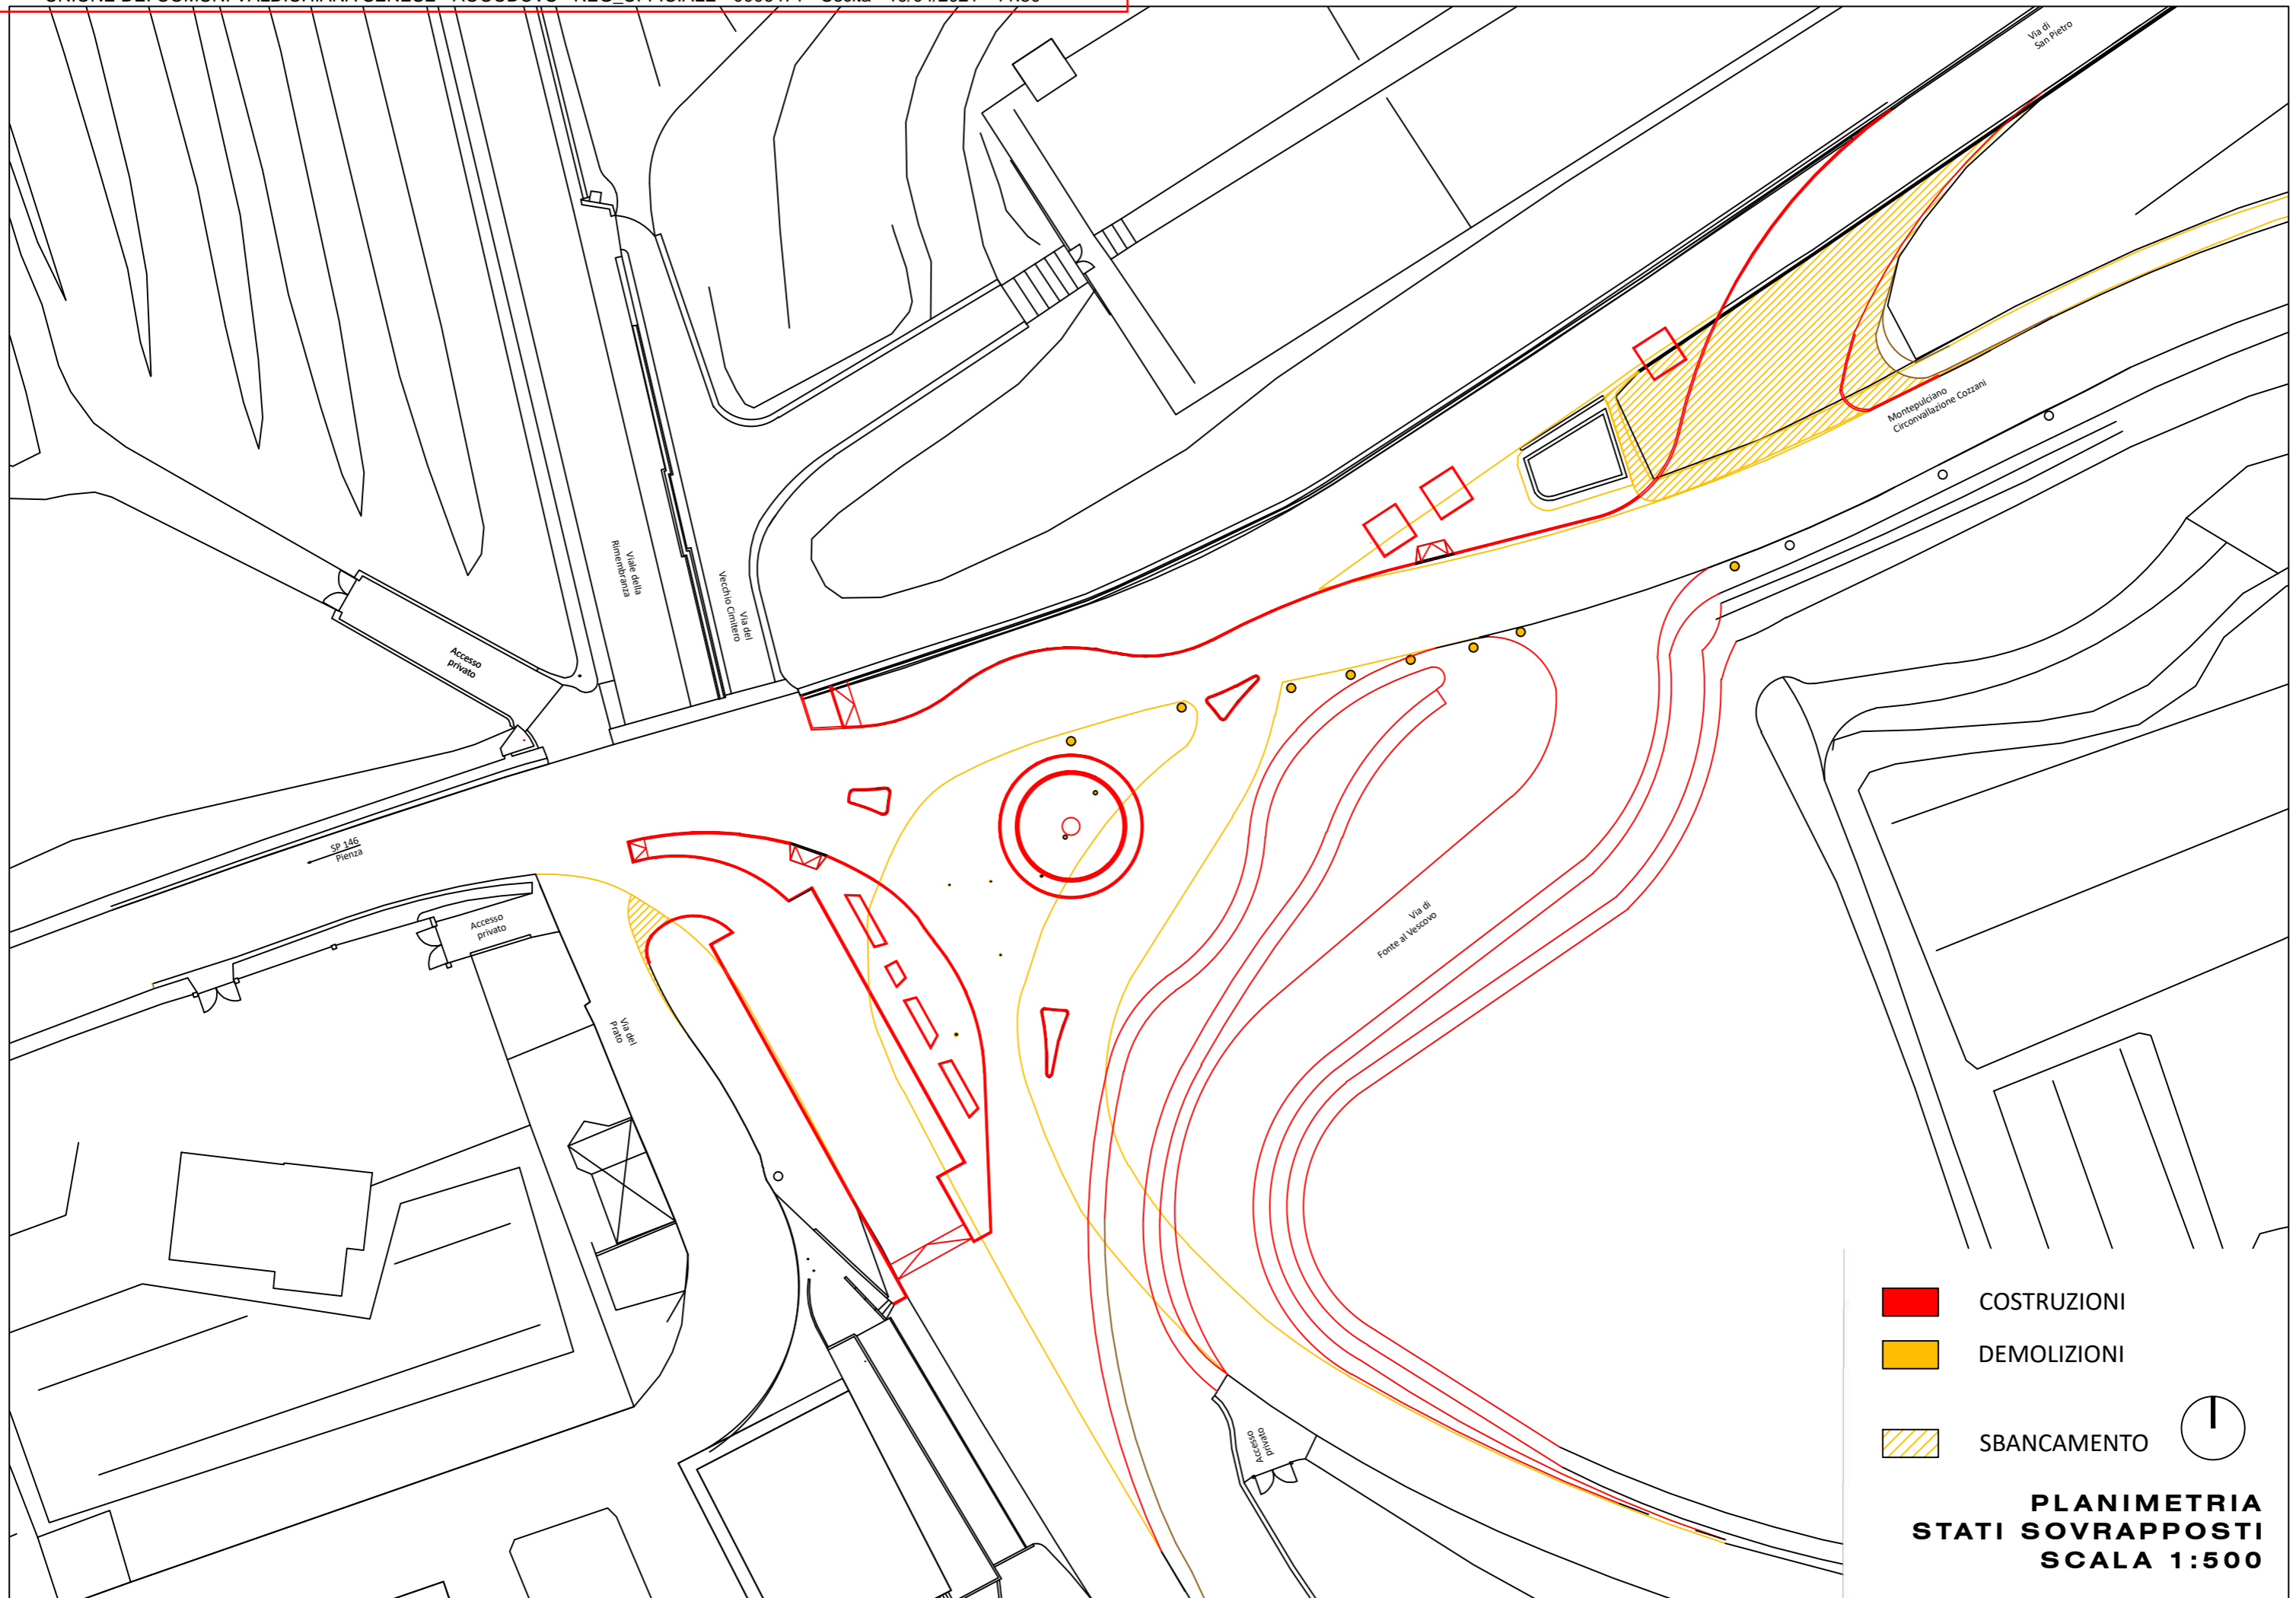 Via di
San Pietro
Montepulciano
Circonvallazione Cozzani
Viale della
Rimembranza
Via del
Vecchio Cimitero
Accesso
privato
SP 146
Pienza
Accesso
privato
Via del
Prato
Via di
Fonte al Vescovo
Accesso
privato
COSTRUZIONI
DEMOLIZIONI
SBANCAMENTO
PLANIMETRIA
STATI SOVRAPPOSTI
SCALA 1:500